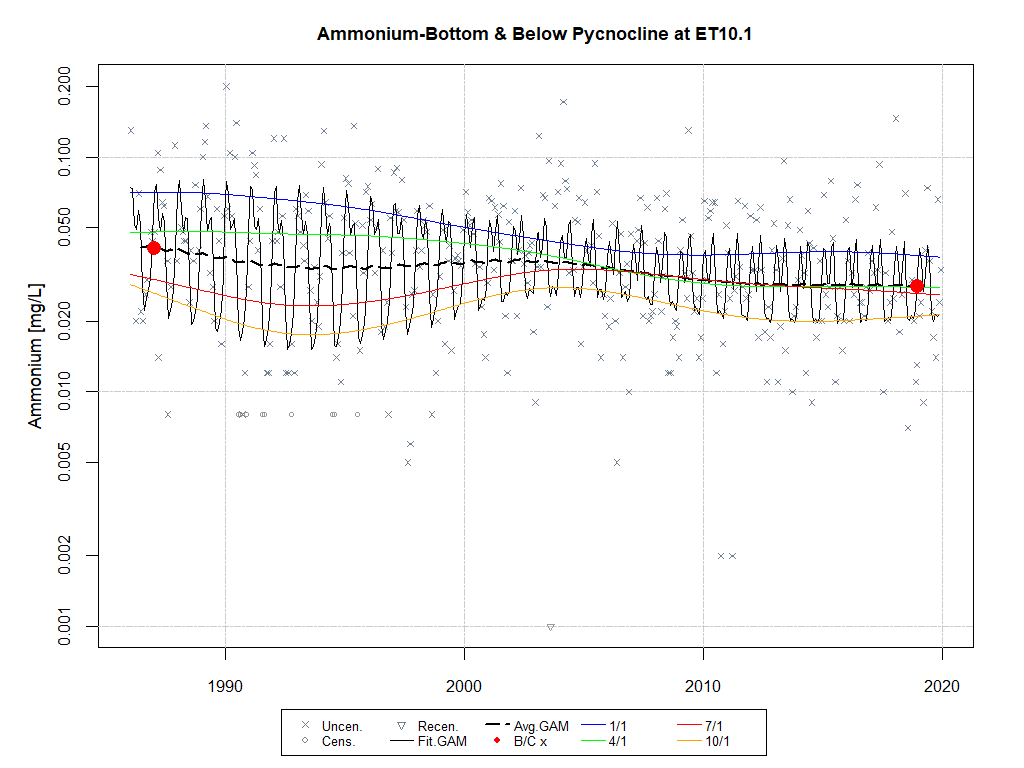 Ammonium-Bottom & Below Pycnocline at ET10.1
Ammonium [mg/L]
0.200
0.100
0.050
0.020
0.010
0.005
0.002
0.001
1990 2000 2010 2020
Uncen. Recen. Avg.GAM 1/1 7/1
Cens. Fit.GAM B/C x 4/1 10/1